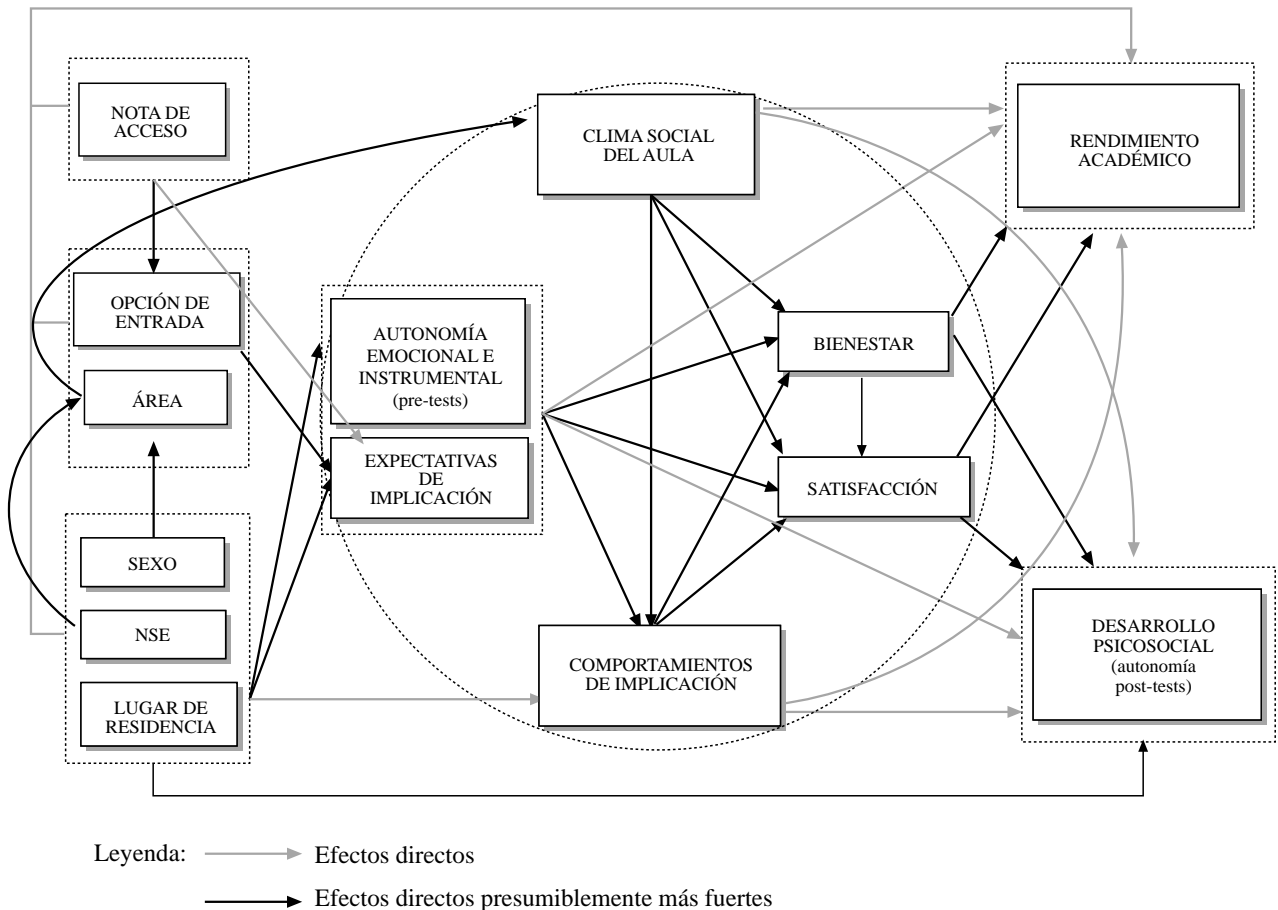 NOTA DE
ACCESO
OPCIÓN DE
ENTRADA
ÁREA
SEXO
NSE
LUGAR DE
RESIDENCIA
AUTONOMÍA
EMOCIONAL E
INSTRUMENTAL
(pre-tests)
EXPECTATIVAS
DE
IMPLICACIÓN
CLIMA SOCIAL
DEL AULA
BIENESTAR
SATISFACCIÓN
COMPORTAMIENTOS
DE IMPLICACIÓN
RENDIMIENTO
ACADÉMICO
DESARROLLO
PSICOSOCIAL
(autonomía
post-tests)
Leyenda:
Efectos directos
Efectos directos presumiblemente más fuertes